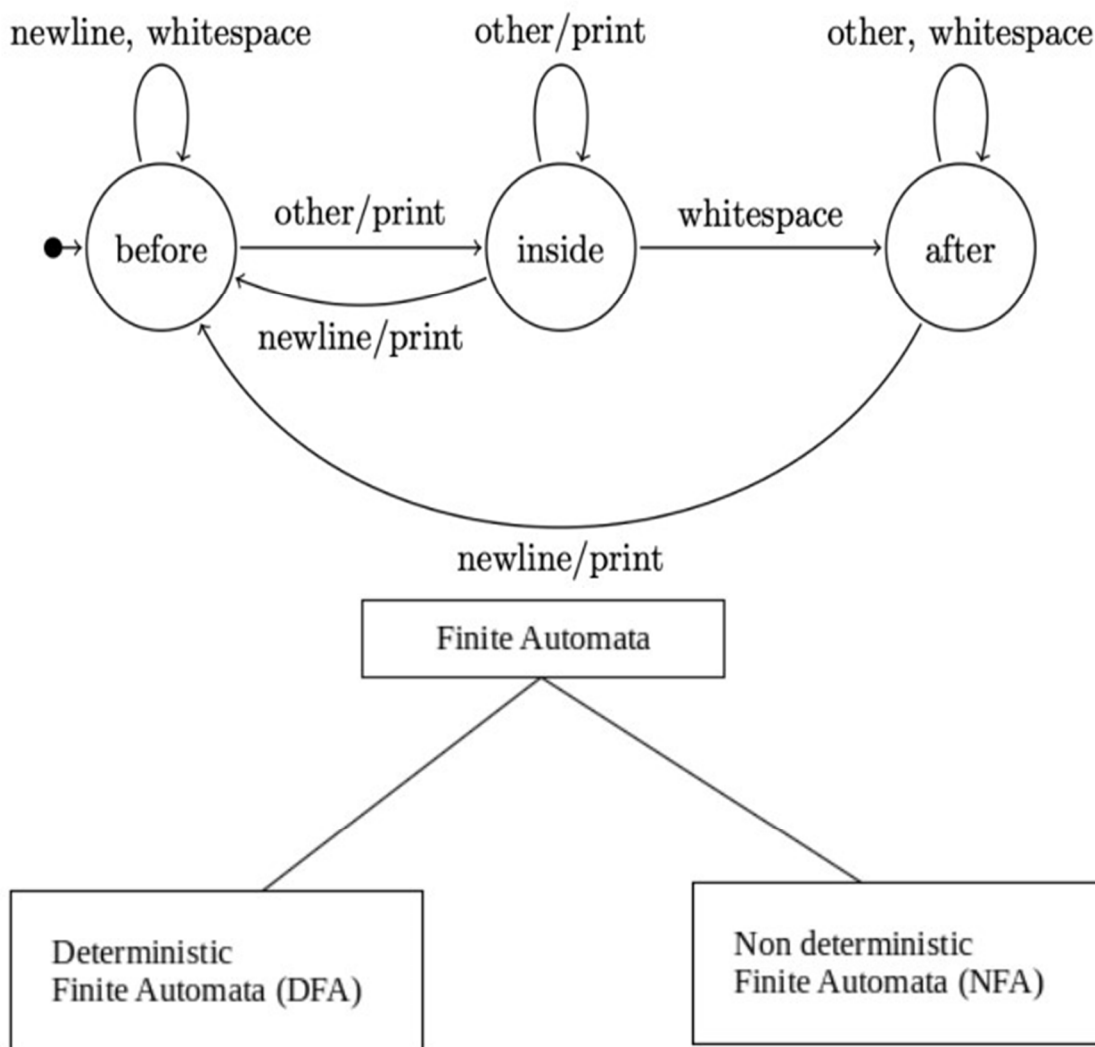 newline, whitespace
other/print
other, whitespace
other/print
whitespace
before
inside
after
newline/print
newline/print
Finite Automata
Deterministic
Finite Automata (DFA)
Non deterministic
Finite Automata (NFA)